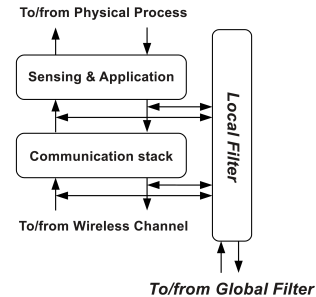 To/from Physical Process
Sensing & Application
Local Filter
Communication stack
To/from Wireless Channel
To/from Global Filter